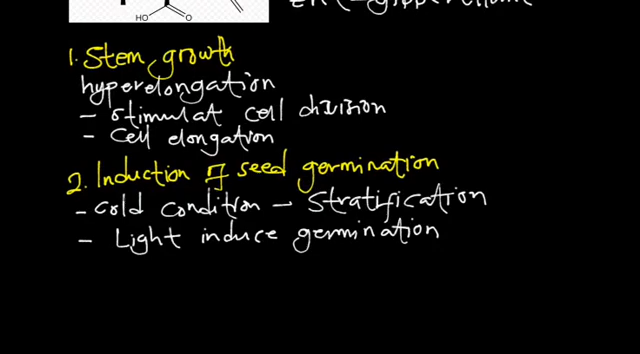 HO
O
1. Stem growth
hyperelongation
- stimulat cell division
- Cell elongation
2. Induction of seed germination
- Cold Condition - Stratification
- Light induce germination